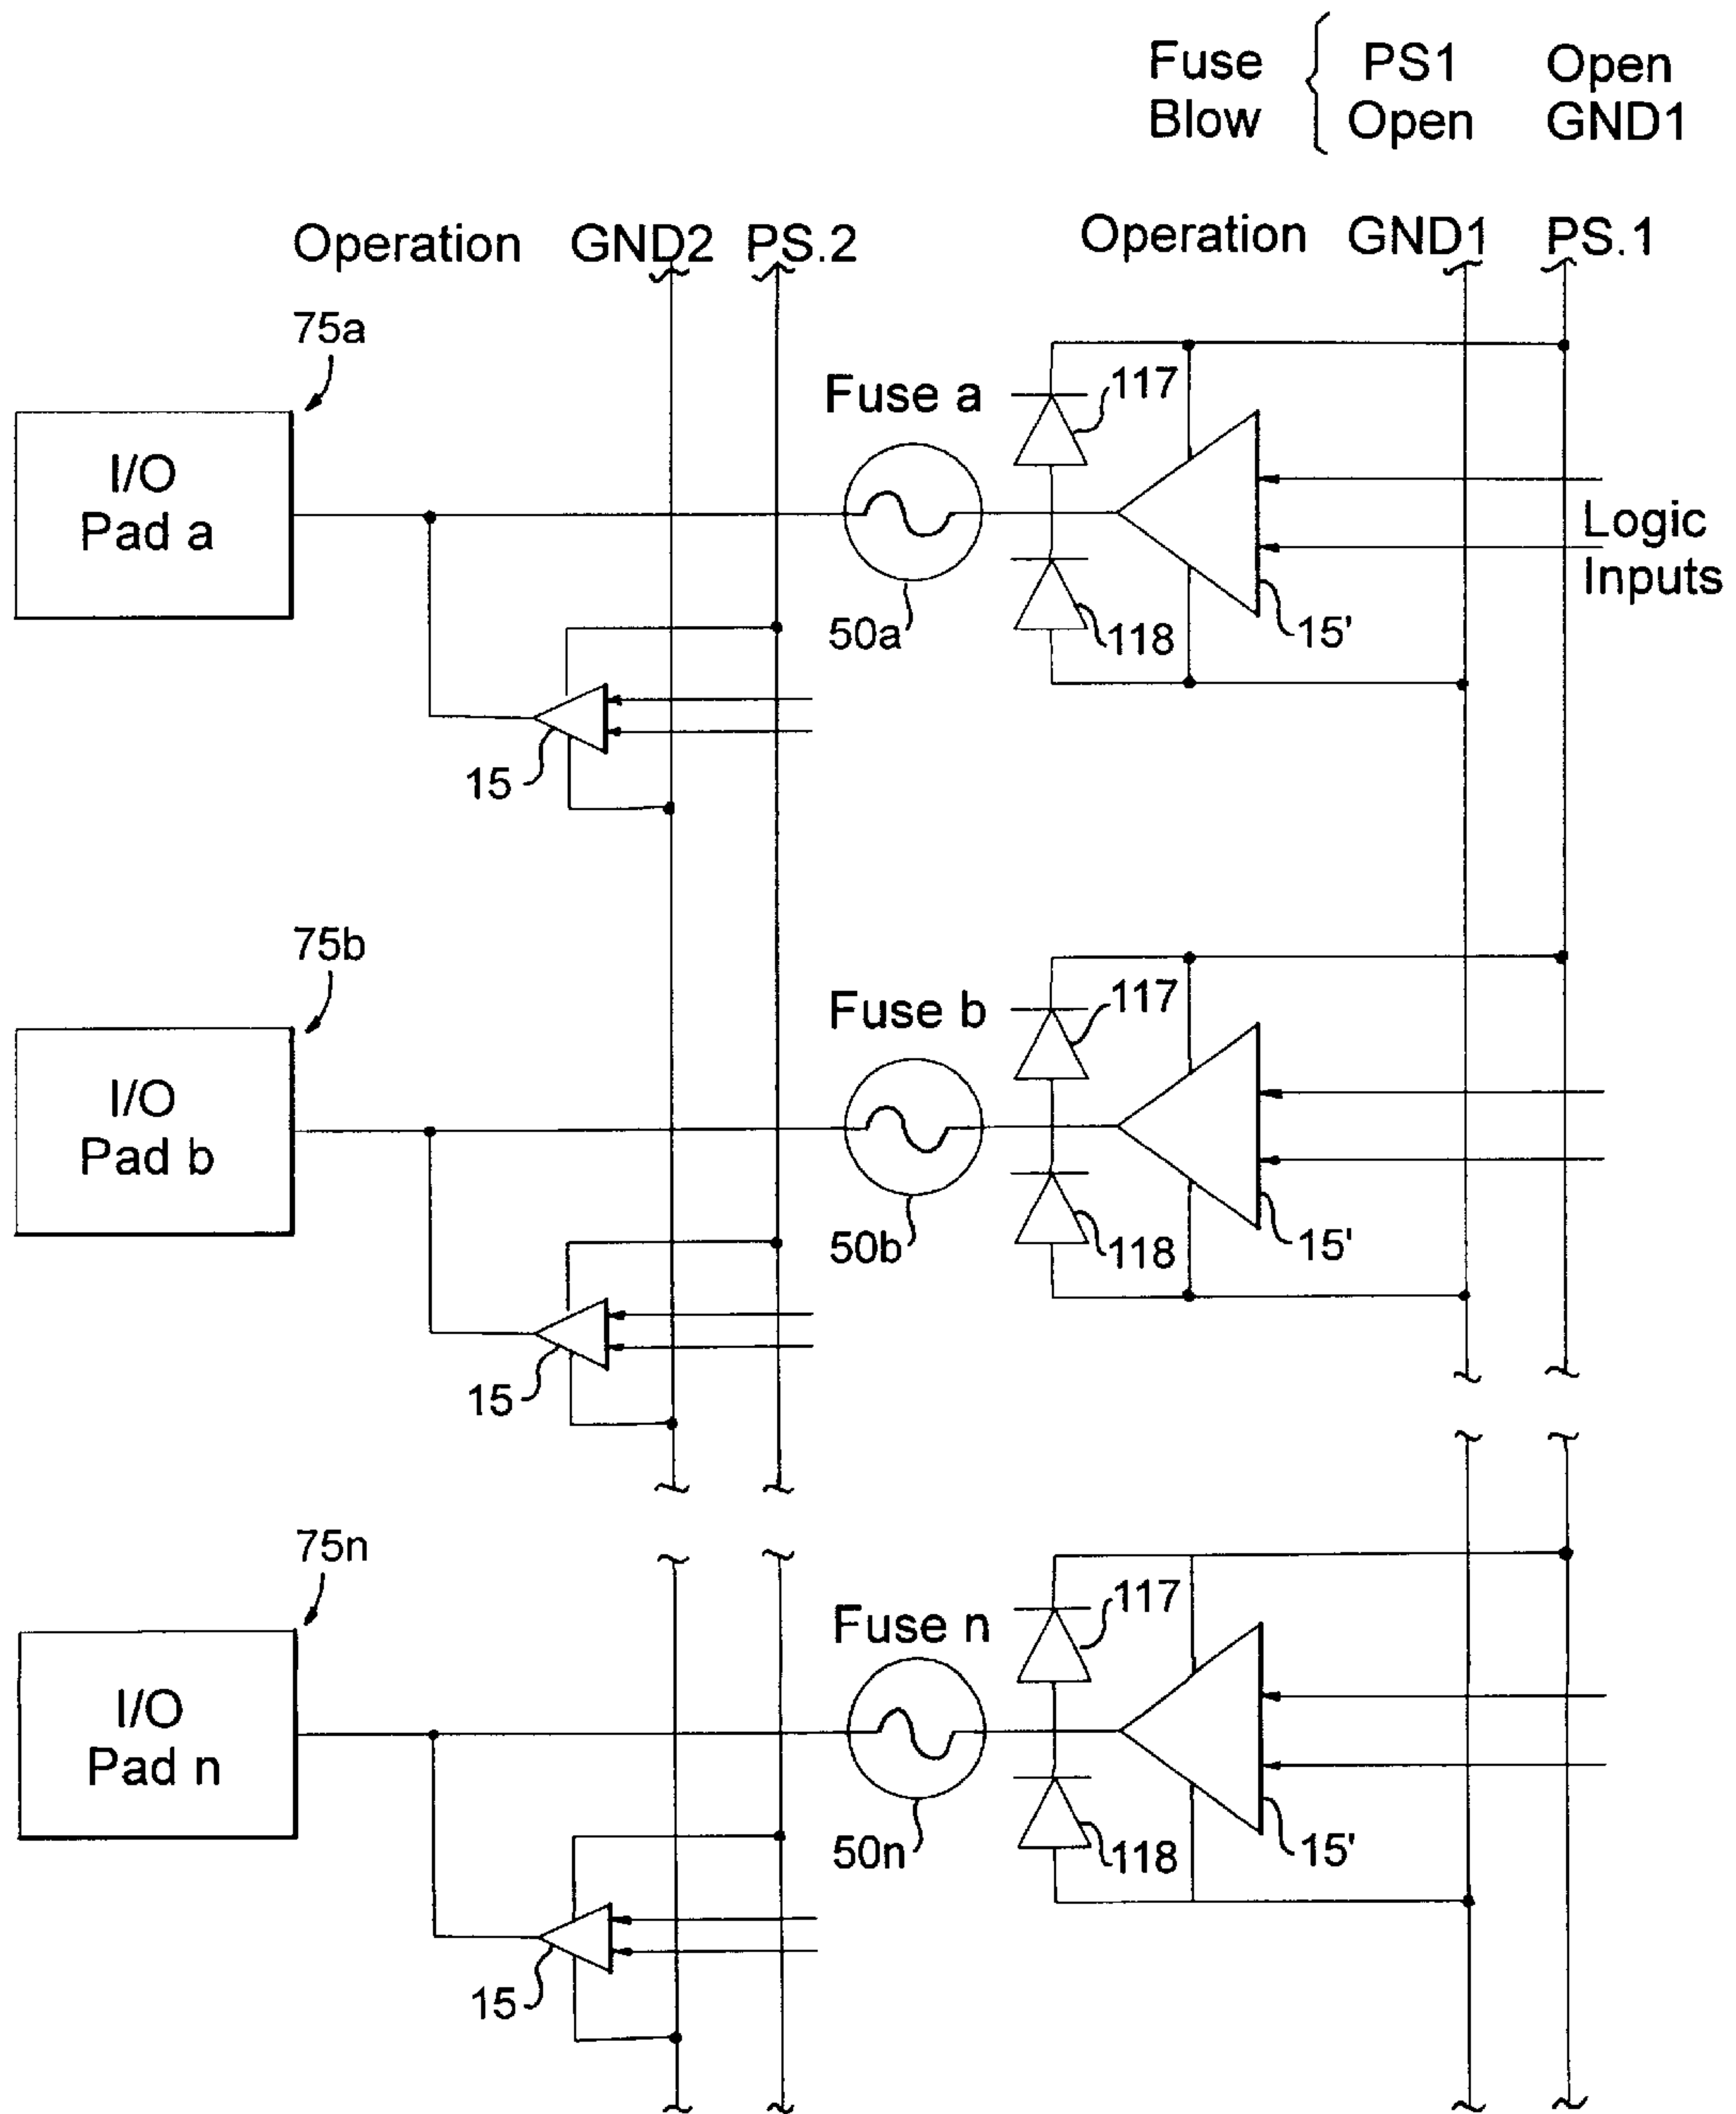 Fuse PS1 Open
Blow Open GND1
Operation GND2 PS.2 Operation GND1 PS.1
75a
117
Fuse a
I/O
Pad a
Logic
Inputs
50a 118 15'
15
75b
117
Fuse b
I/O
Pad b
50b 118 15'
15
75n
117
Fuse n
I/O
Pad n
50n 118 15'
15